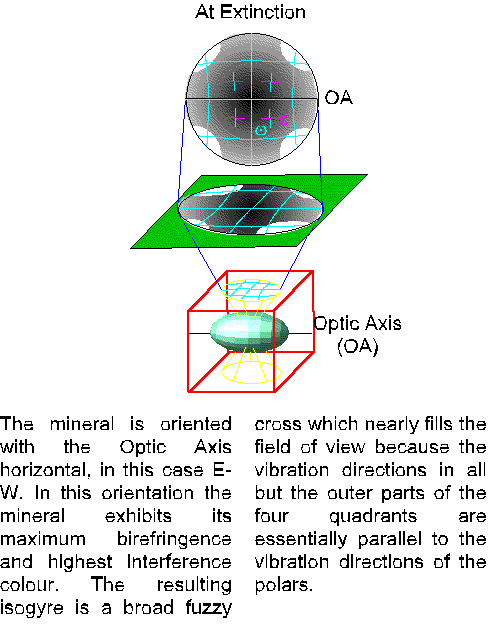 At Extinction
OA
Optic Axis
(OA)
The mineral is oriented
with the Optic Axis
horizontal, in this case E-
W. In this orientation the
mineral exhibits its
maximum birefringence
and highest interference
colour. The resulting
isogyre is a broad fuzzy
cross which nearly fills the
field of view because the
vibration directions in all
but the outer parts of the
four quadrants are
essentially parallel to the
vibration directions of the
polars.